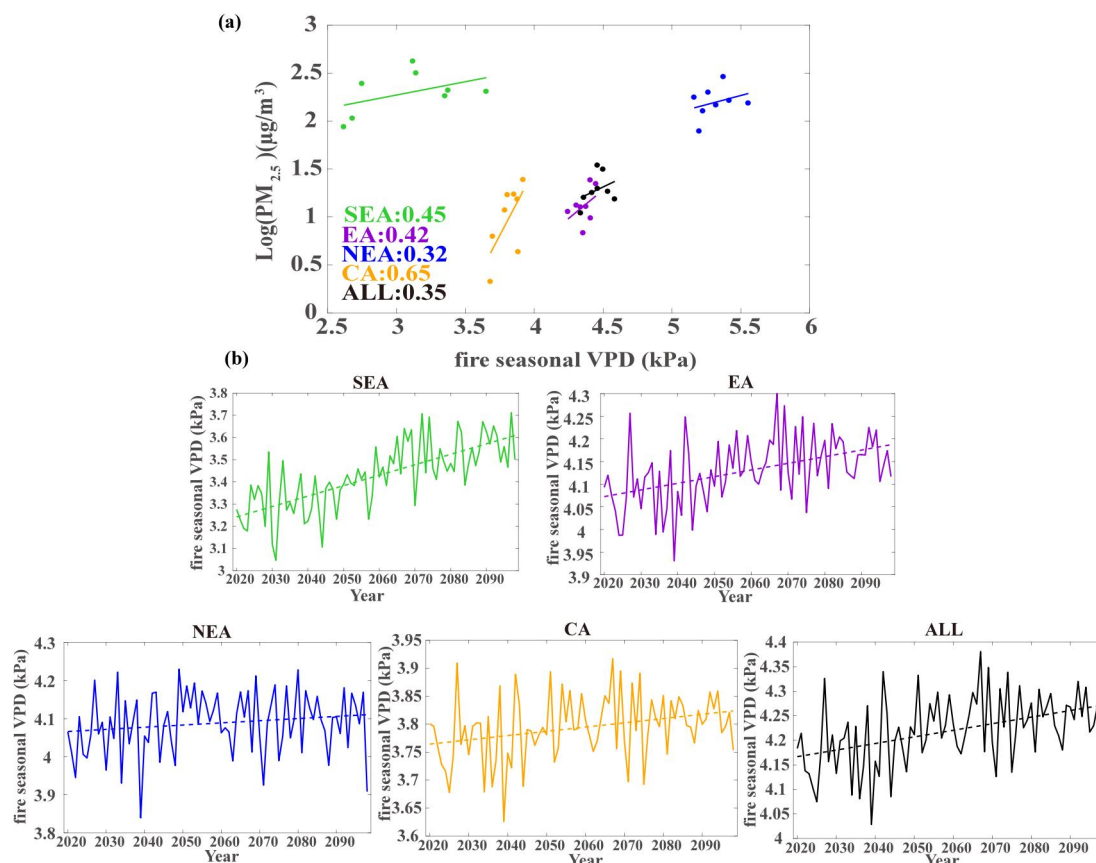 (a)
3
2.5
2
1.5
1
0.5
0
Log(PM2.5)(μg/m³)
SEA:0.45
EA:0.42
NEA:0.32
CA:0.65
ALL:0.35
2.5 3 3.5 4 4.5 5 5.5 6
fire seasonal VPD (kPa)
(b)
SEA
3.8
3.7
3.6
3.5
3.4
3.3
3.2
3.1
3
fire seasonal VPD (kPa)
2020 2030 2040 2050 2060 2070 2080 2090
Year
EA
4.3
4.25
4.2
4.15
4.1
4.05
4
3.95
3.9
fire seasonal VPD (kPa)
2020 2030 2040 2050 2060 2070 2080 2090
Year
NEA
4.3
4.2
4.1
4
3.9
3.8
fire seasonal VPD (kPa)
2020 2030 2040 2050 2060 2070 2080 2090
Year
CA
3.95
3.9
3.85
3.8
3.75
3.7
3.65
3.6
fire seasonal VPD (kPa)
2020 2030 2040 2050 2060 2070 2080 2090
Year
ALL
4.4
4.35
4.3
4.25
4.2
4.15
4.1
4.05
4
fire seasonal VPD (kPa)
2020 2030 2040 2050 2060 2070 2080 2090
Year